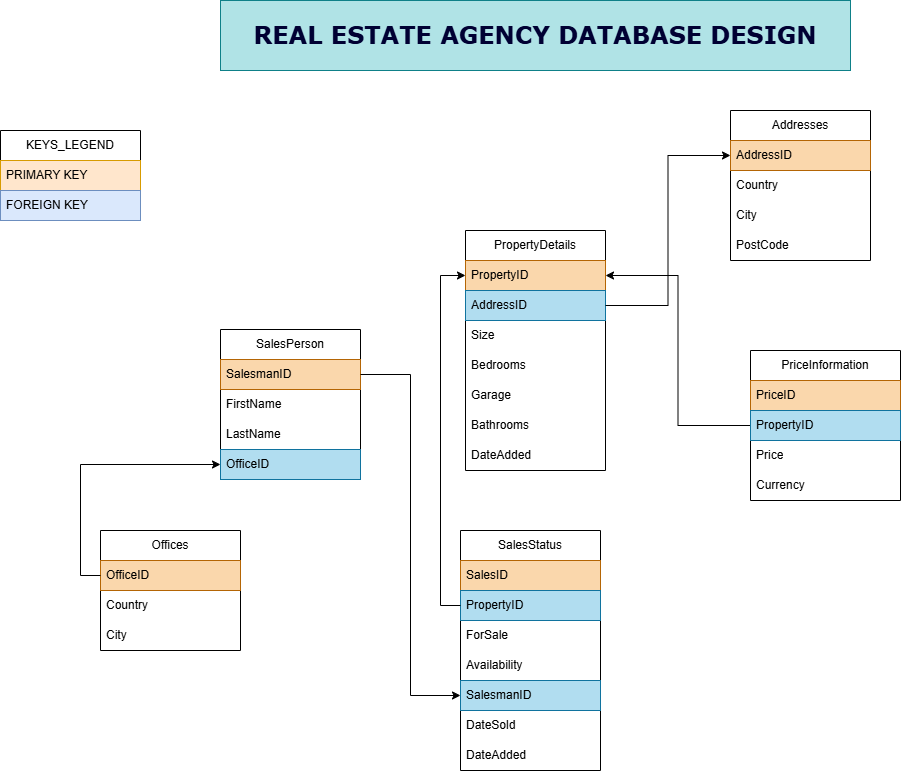 REAL ESTATE AGENCY DATABASE DESIGN
KEYS_LEGEND
PRIMARY KEY
FOREIGN KEY
Addresses
AddressID
Country
City
PostCode
PropertyDetails
PropertyID
AddressID
Size
Bedrooms
Garage
Bathrooms
DateAdded
SalesPerson
SalesmanID
FirstName
LastName
OfficeID
PriceInformation
PriceID
PropertyID
Price
Currency
Offices
OfficeID
Country
City
SalesStatus
SalesID
PropertyID
ForSale
Availability
SalesmanID
DateSold
DateAdded